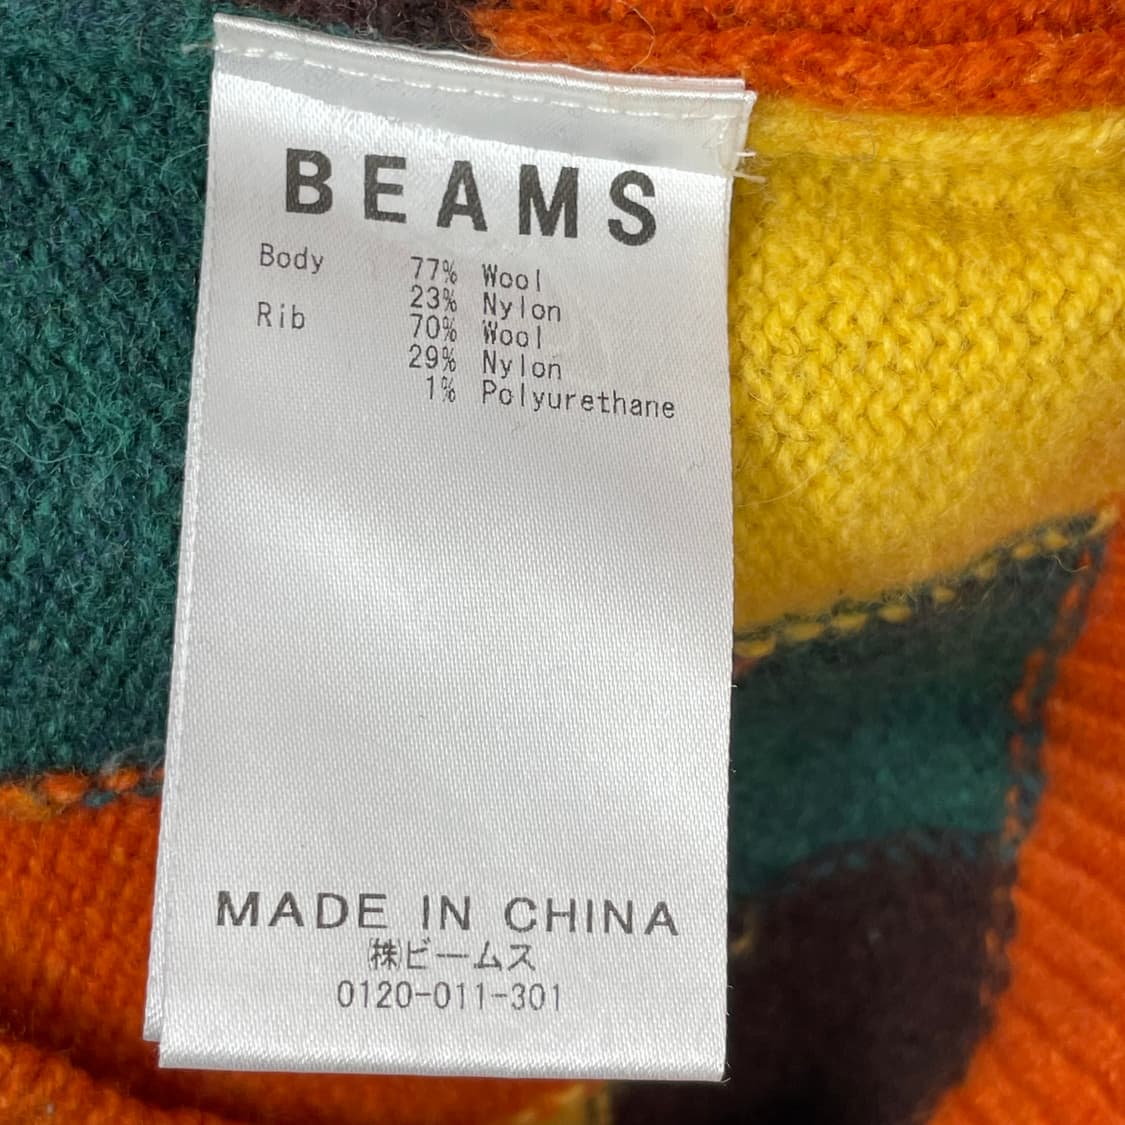 BEAMS
Body 77% Wool
23% Nylon
Rib 70% Wool
29% Nylon
1% Polyurethane
MADE IN CHINA
㈱ビームス
0120-011-301